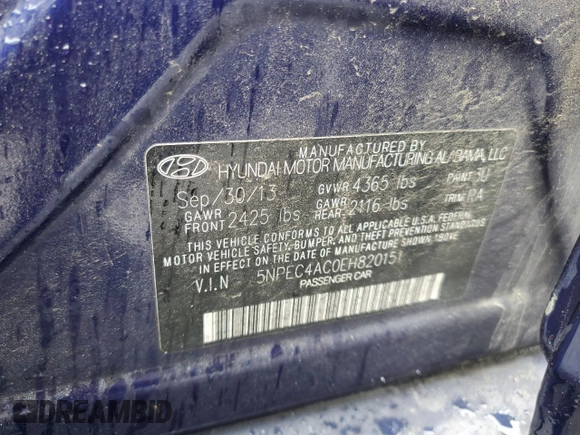 MANUFACTURED BY
HYUNDAI MOTOR MANUFACTURING ALABAMA, LLC
Sep/30/13 GVWR 4365 lbs PAINT 3U
GAWR FRONT 2425 lbs GAWR REAR 2116 lbs TRIM RA
THIS VEHICLE CONFORMS TO ALL APPLICABLE U.S.A. FEDERAL
MOTOR VEHICLE SAFETY, BUMPER, AND THEFT PREVENTION
STANDARDS IN EFFECT ON THE DATE OF MANUFACTURE SHOWN ABOVE.
V.I.N 5NPEC4AC0EH820151
PASSENGER CAR
DREAMBID